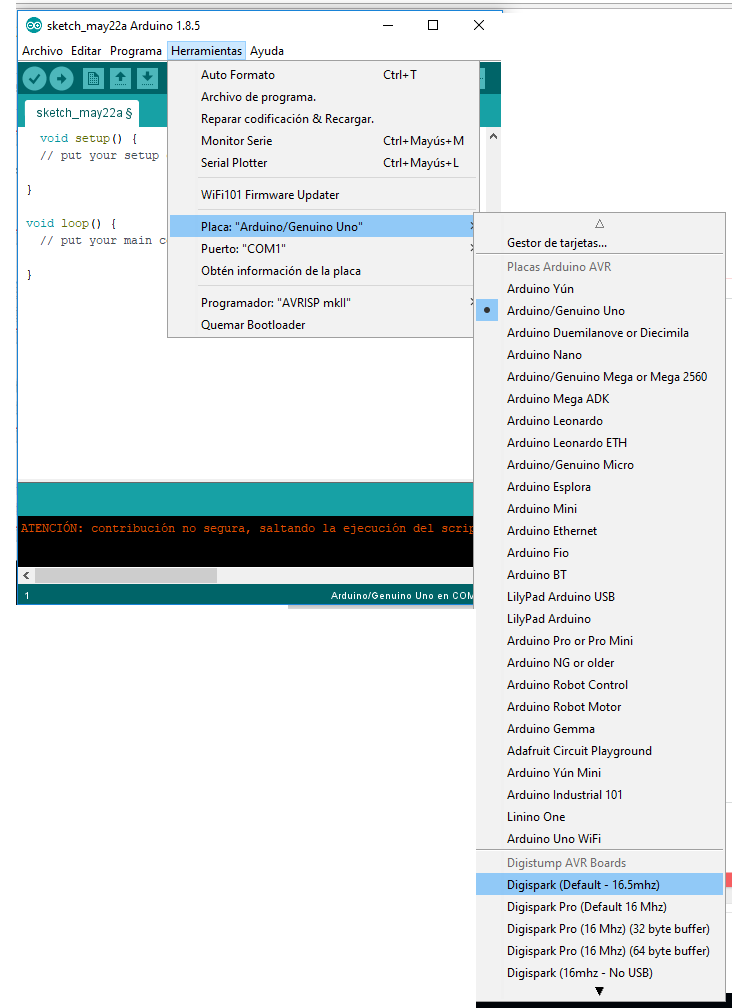 sketch_may22a Arduino 1.8.5
Archivo Editar Programa Herramientas Ayuda
sketch_may22a §
void setup() {
// put your setup
}
void loop() {
// put your main
}
Auto Formato Ctrl+T
Archivo de programa.
Reparar codificación & Recargar.
Monitor Serie Ctrl+Mayús+M
Serial Plotter Ctrl+Mayús+L
WiFi101 Firmware Updater
Placa: "Arduino/Genuino Uno"
Puerto: "COM1"
Obtén información de la placa
Programador: "AVRISP mkII"
Quemar Bootloader
Gestor de tarjetas...
Placas Arduino AVR
Arduino Yún
Arduino/Genuino Uno
Arduino Duemilanove or Diecimila
Arduino Nano
Arduino/Genuino Mega or Mega 2560
Arduino Mega ADK
Arduino Leonardo
Arduino Leonardo ETH
Arduino/Genuino Micro
Arduino Esplora
Arduino Mini
Arduino Ethernet
Arduino Fio
Arduino BT
LilyPad Arduino USB
LilyPad Arduino
Arduino Pro or Pro Mini
Arduino NG or older
Arduino Robot Control
Arduino Robot Motor
Arduino Gemma
Adafruit Circuit Playground
Arduino Yún Mini
Arduino Industrial 101
Linino One
Arduino Uno WiFi
Digistump AVR Boards
Digispark (Default - 16.5mhz)
Digispark Pro (Default 16 Mhz)
Digispark Pro (16 Mhz) (32 byte buffer)
Digispark Pro (16 Mhz) (64 byte buffer)
Digispark (16mhz - No USB)
ATENCIÓN: contribución no segura, saltando la ejecución del scrip
1 Arduino/Genuino Uno en COM